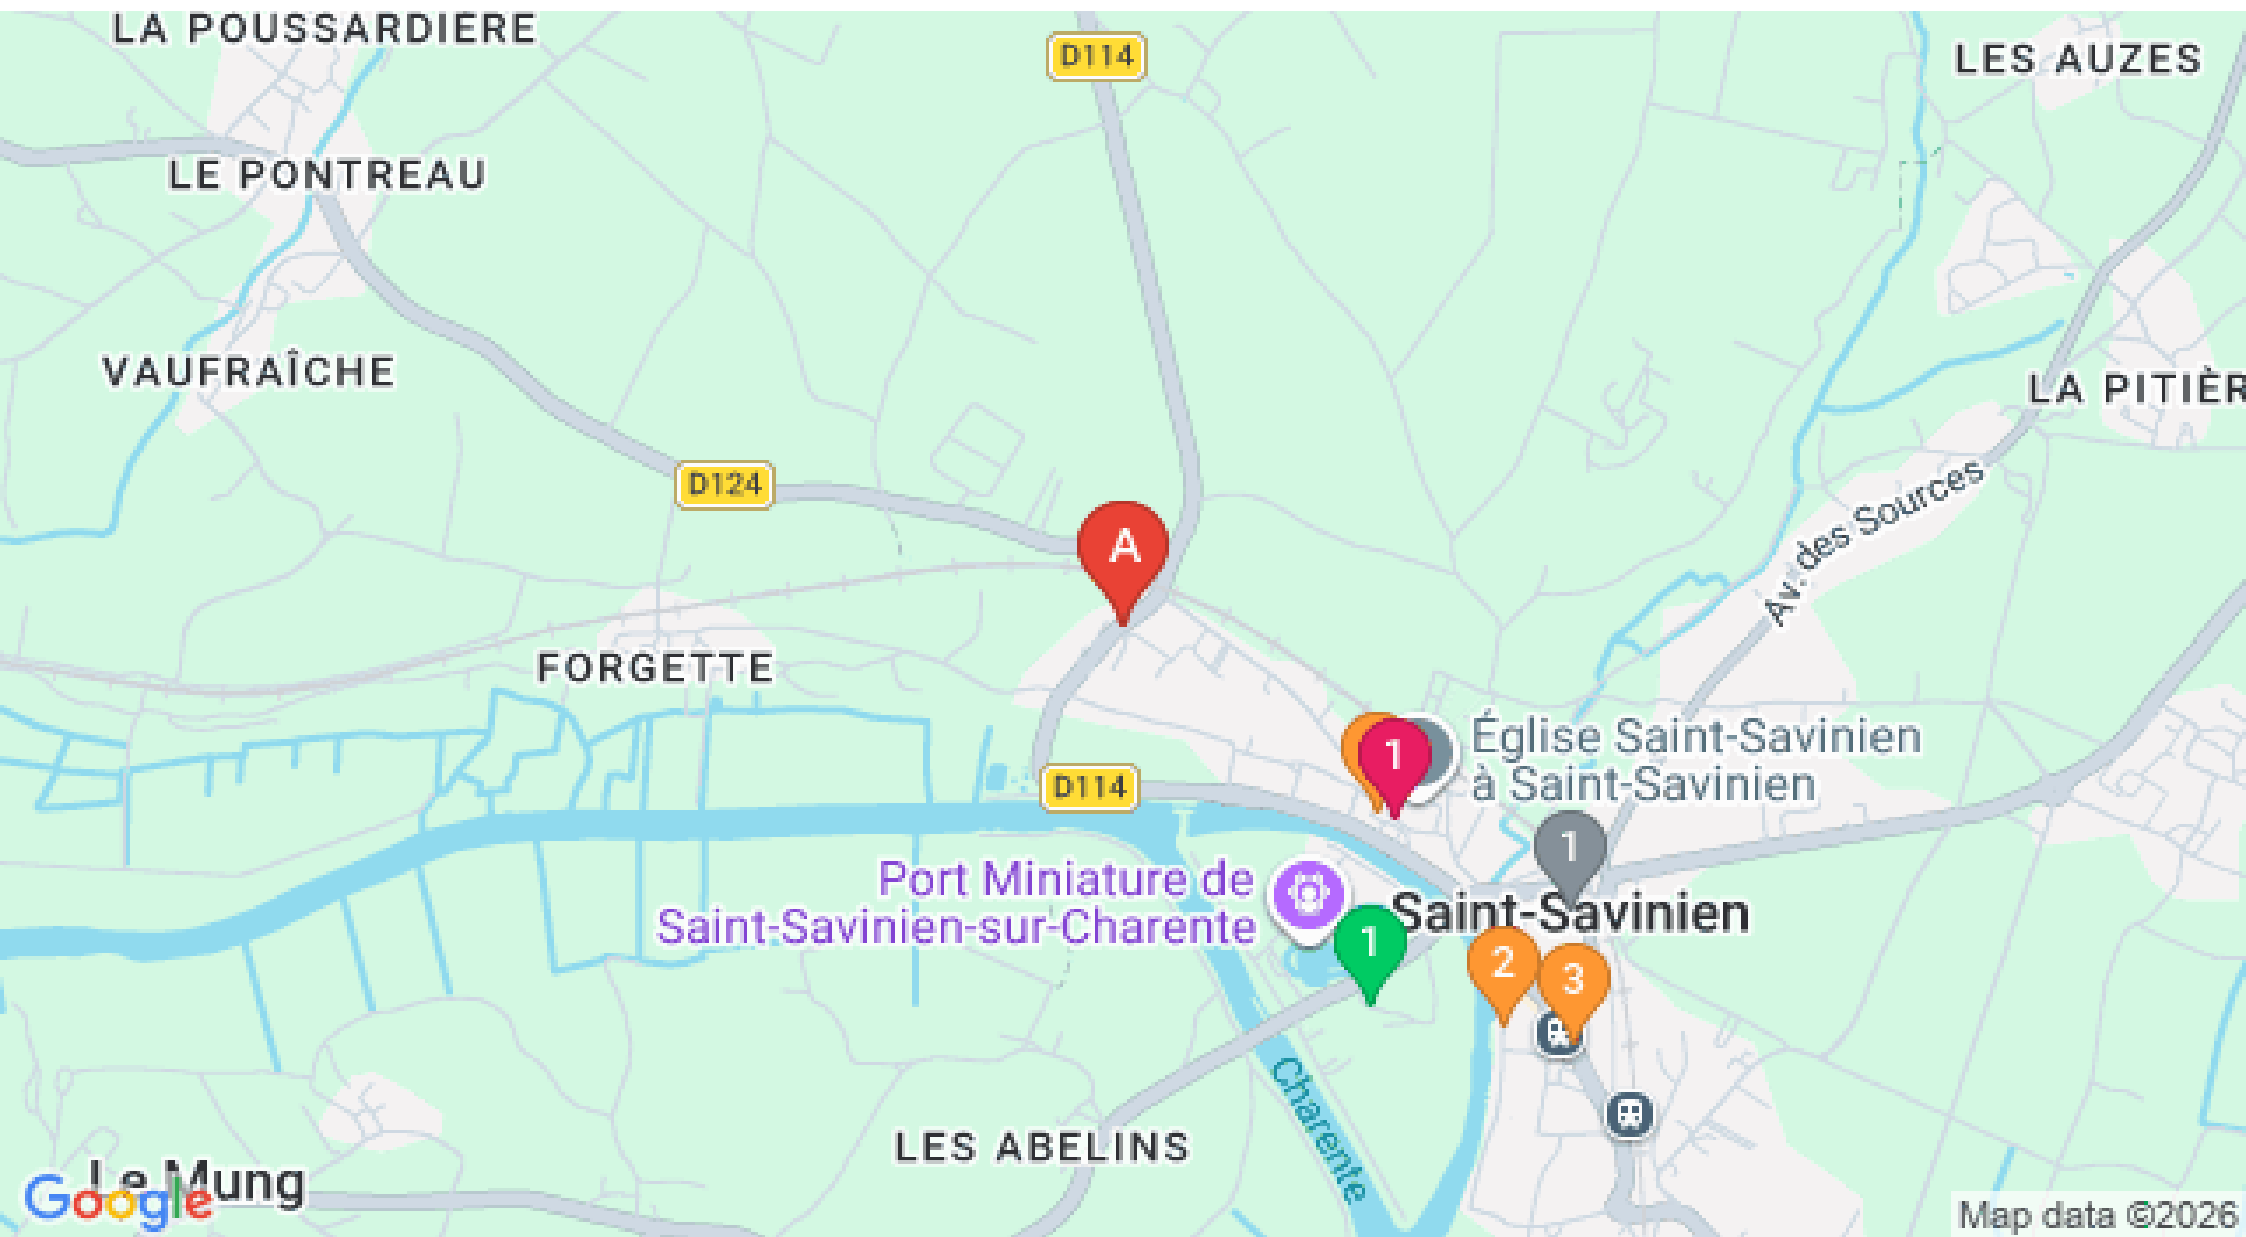 LA POUSSARDIÈRE
D114
LES AUZES
LE PONTREAU
VAUFRAÎCHE
LA PITIÈR
D124
Av. des Sources
A
FORGETTE
1
Église Saint-Savinien
à Saint-Savinien
D114
1
Port Miniature de
Saint-Savinien-sur-Charente
Saint-Savinien
1
2
3
Charente
LES ABELINS
Le Mung
Google
Map data ©2026